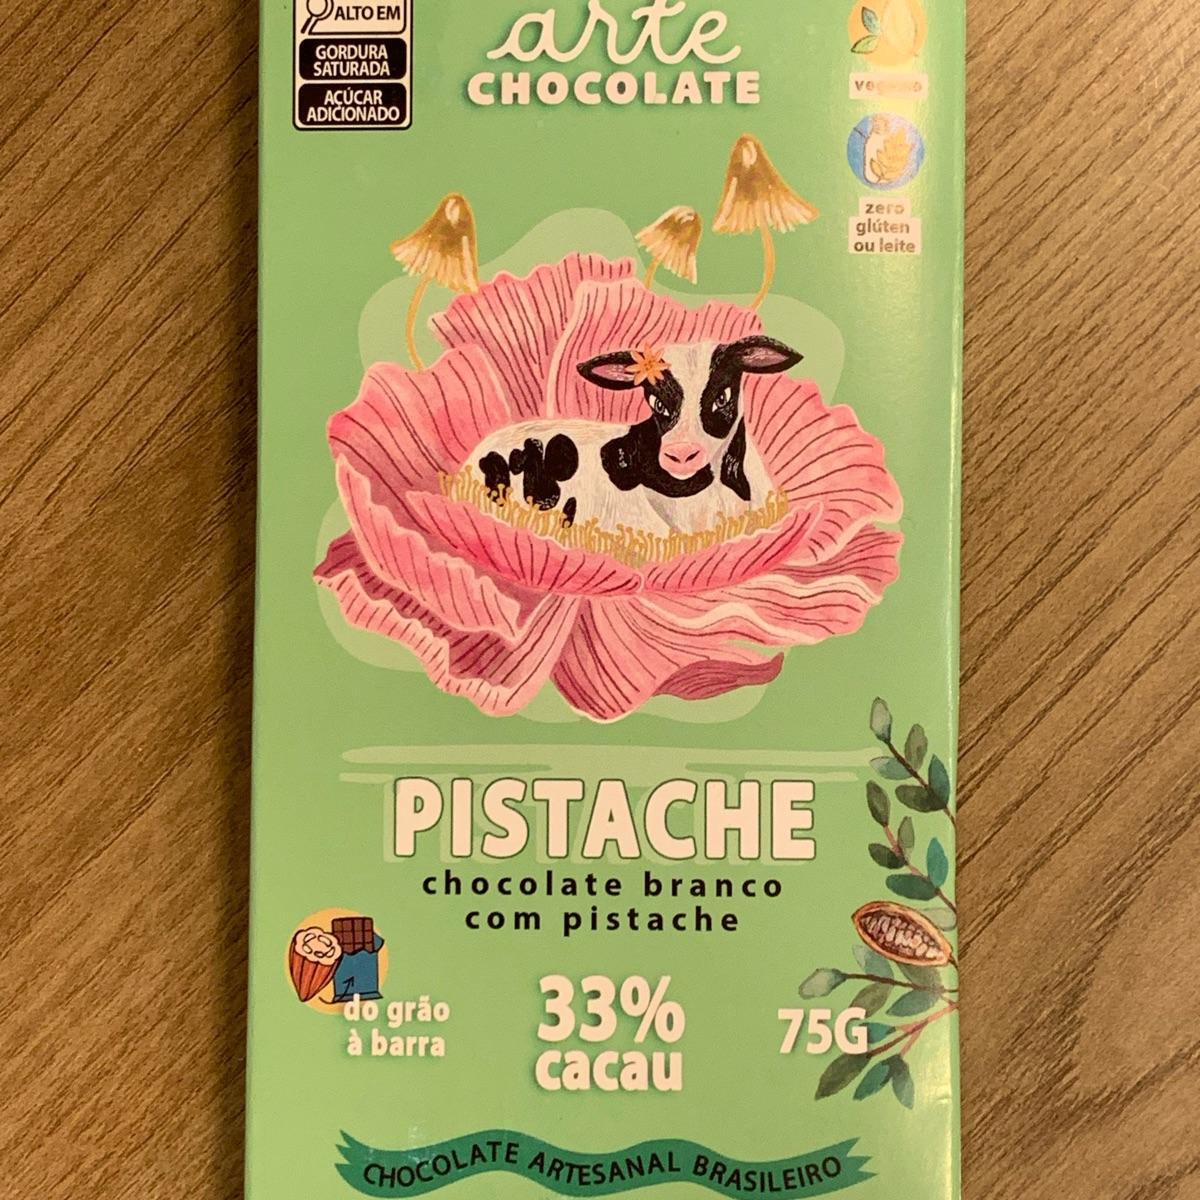 ALTO EM
GORDURA
SATURADA
AÇÚCAR
ADICIONADO
arte
CHOCOLATE
vegano
zero
glúten
ou leite
PISTACHE
chocolate branco
com pistache
do grão
à barra
33%
cacau
75G
CHOCOLATE ARTESANAL BRASILEIRO